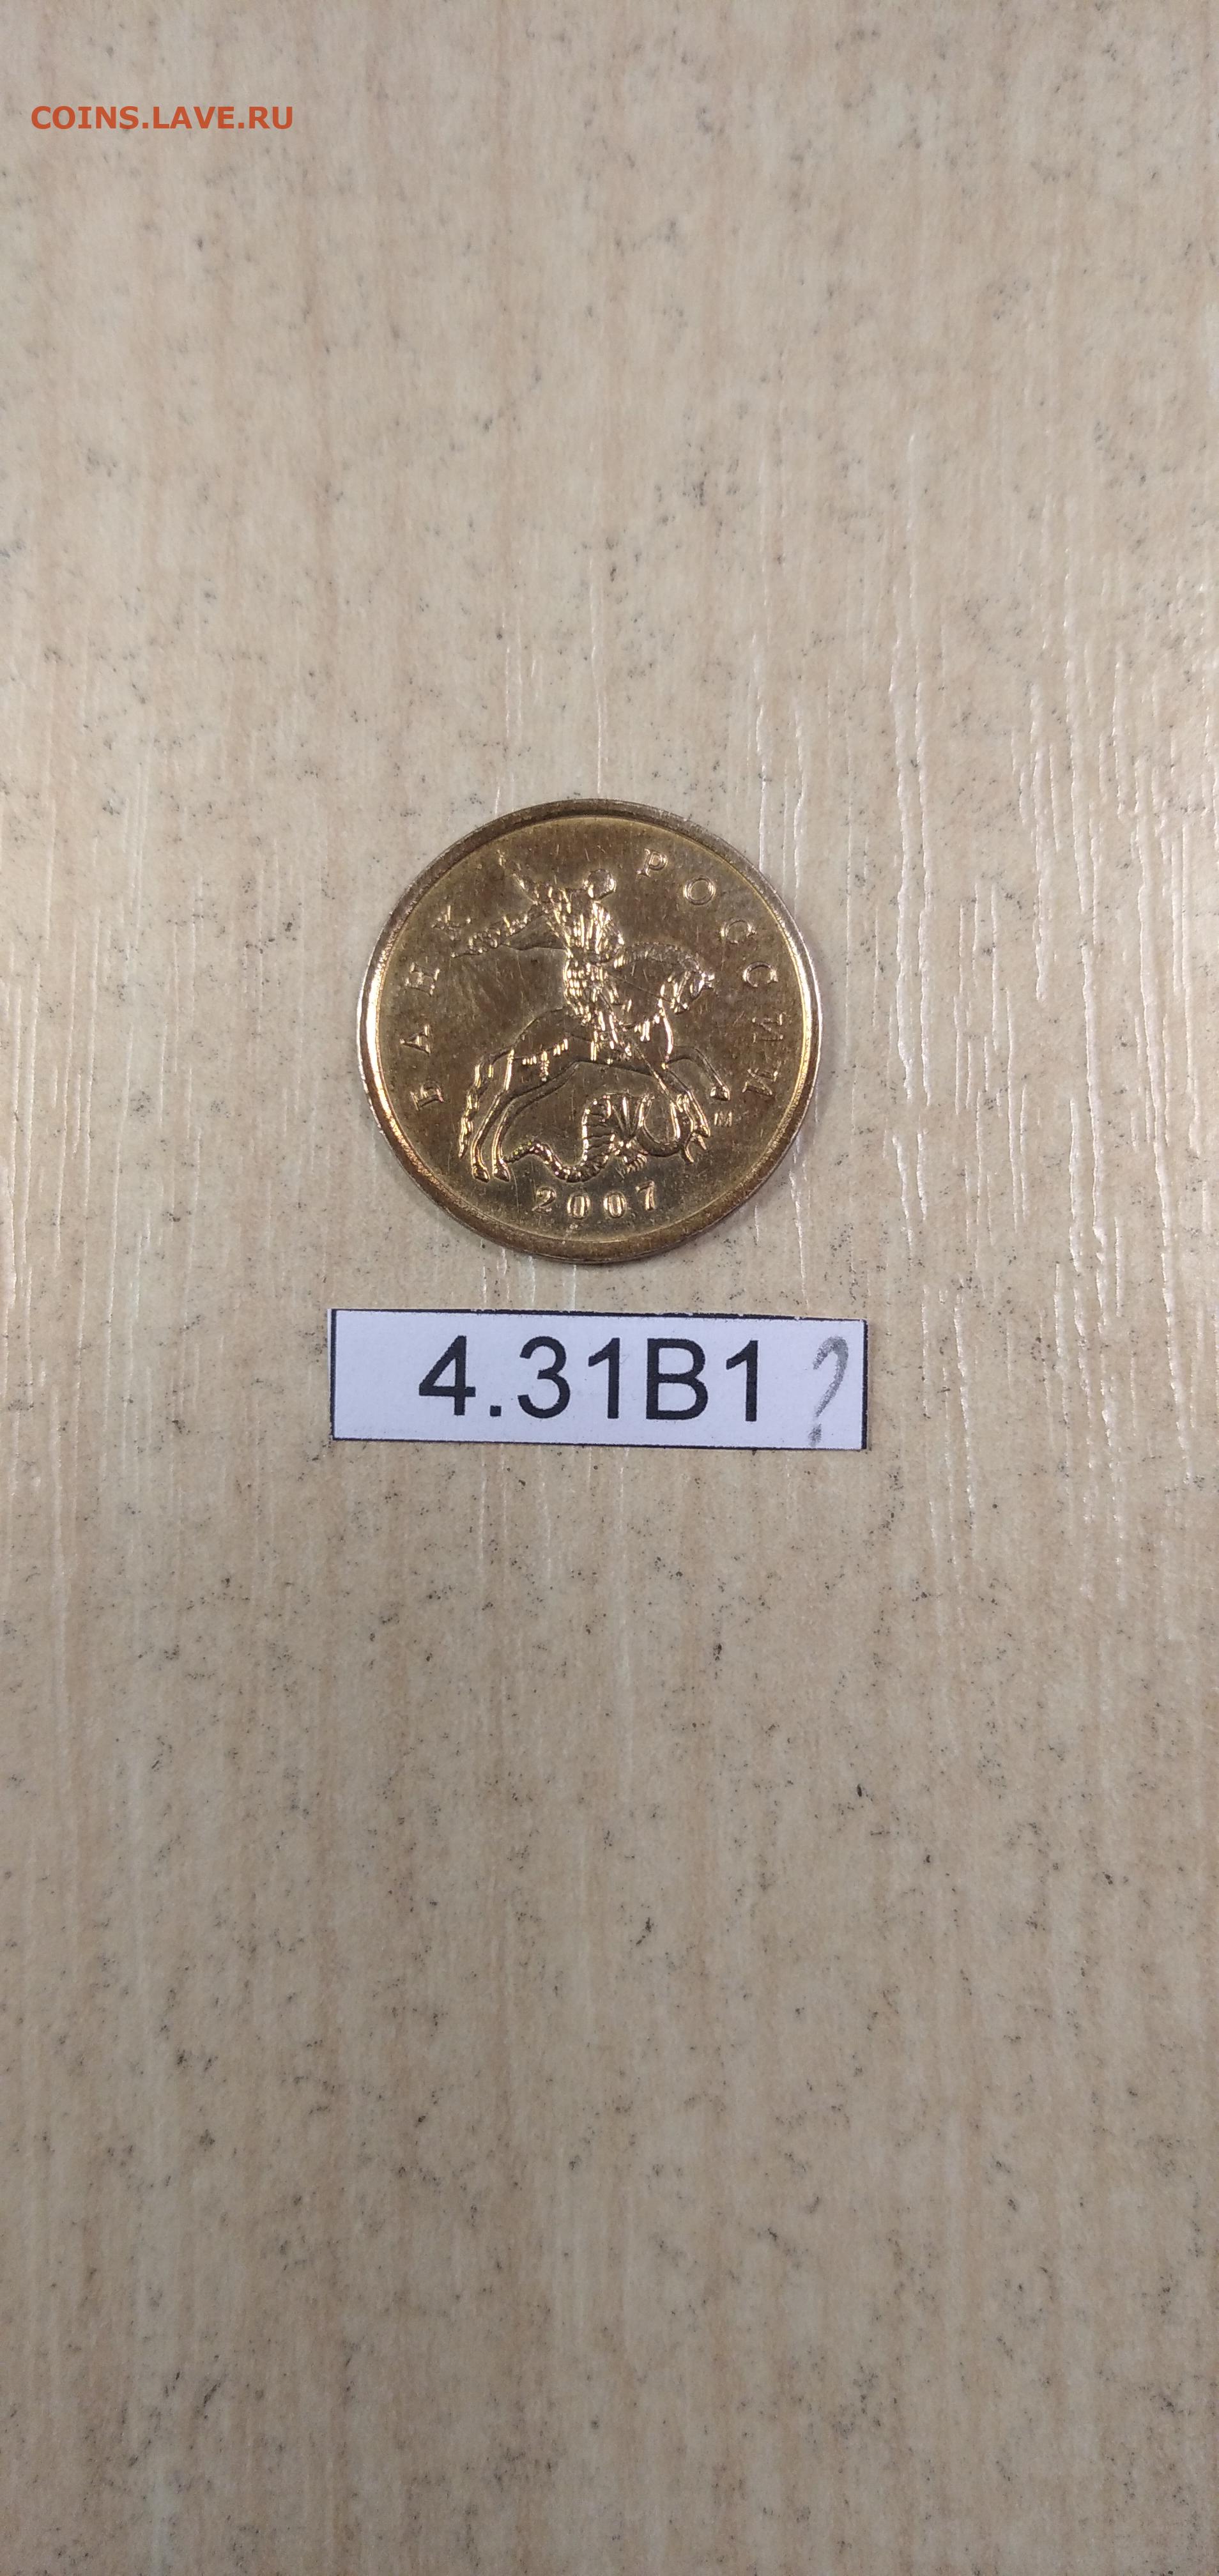 COINS.LAVE.RU
БАНК РОССИИ
М
2007
4.31В1?